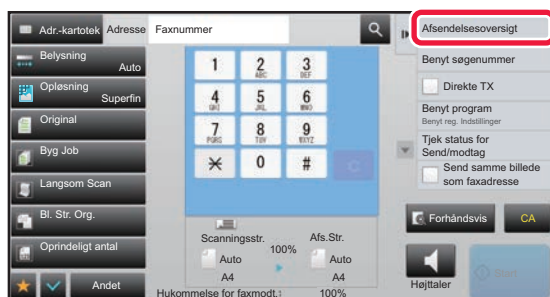 Adr.-kartotek Adresse Faxnummer
Belysning
Auto
Opløsning
Superfin
Original
Byg Job
Langsom Scan
Bl. Str. Org.
Oprindeligt antal
Andet
1 2 3
ABC DEF
4 5 6
GHI JKL MNO
7 8 9
PQRS TUV WXYZ
0 #
C
Scanningsstr. 100% Afs.Str.
Auto Auto
A4 A4
Hukommelse for faxmodt.: 100%
Afsendelsesoversigt
Benyt søgenummer
Direkte TX
Benyt program
Benyt reg. Indstillinger
Tjek status for
Send/modtag
Send samme billede
som faxadresse
Forhåndsvis CA
Højttaler
Start